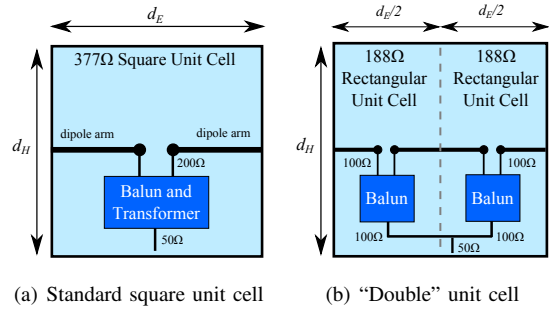 d_E
377Ω Square Unit Cell
d_H
dipole arm
dipole arm
200Ω
Balun and
Transformer
50Ω
(a) Standard square unit cell
d_E/2
d_E/2
188Ω
Rectangular
Unit Cell
188Ω
Rectangular
Unit Cell
d_H
100Ω
100Ω
Balun
Balun
100Ω
100Ω
50Ω
(b) “Double” unit cell